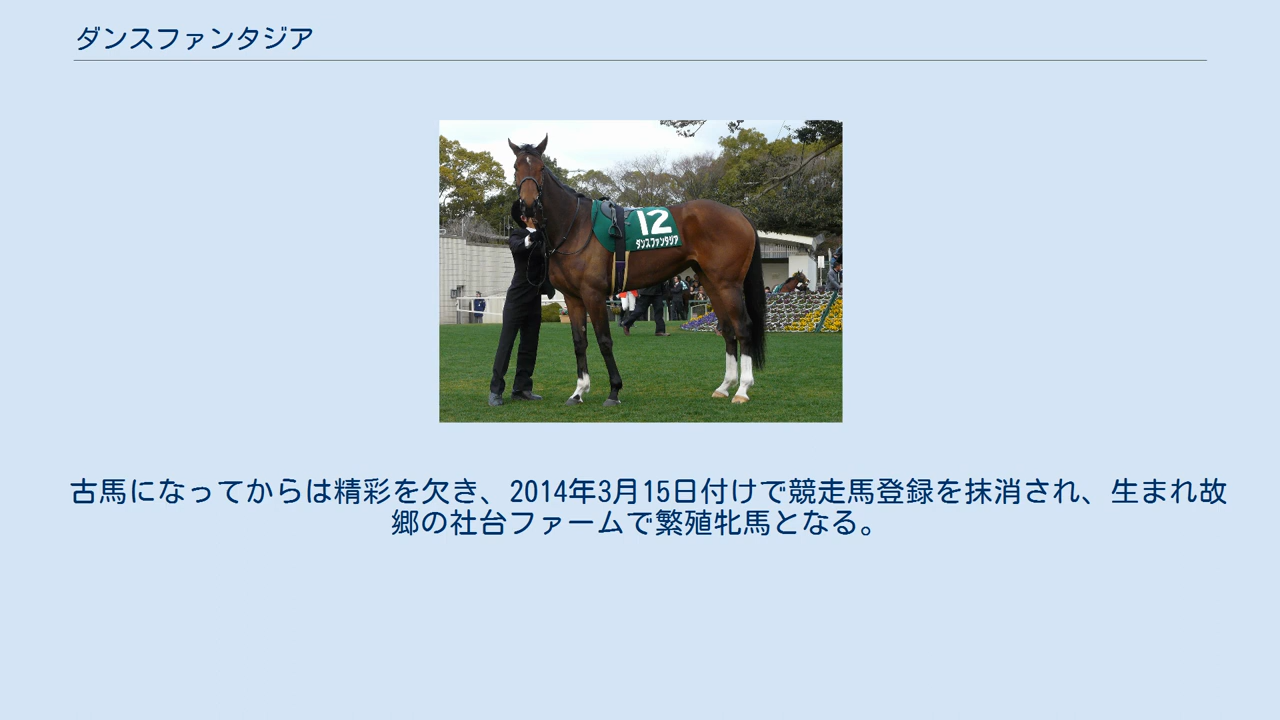 ダンスファンタジア
12
ダンスファンタジア
古馬になってからは精彩を欠き、2014年3月15日付けで競走馬登録を抹消され、生まれ故
郷の社台ファームで繁殖牝馬となる。